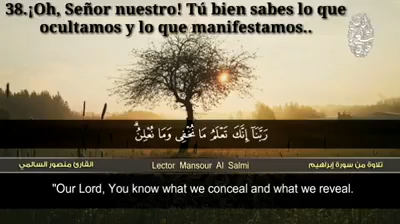 38.¡Oh, Señor nuestro! Tú bien sabes lo que
ocultamos y lo que manifestamos..
رَبَّنَا إِنَّكَ تَعْلَمُ مَا نُخْفِي وَمَا نُعْلِنُ ۗ
القارئ منصور السالمي
Lector Mansour Al Salmi
تلاوة من سورة إبراهيم
"Our Lord, You know what we conceal and what we reveal.